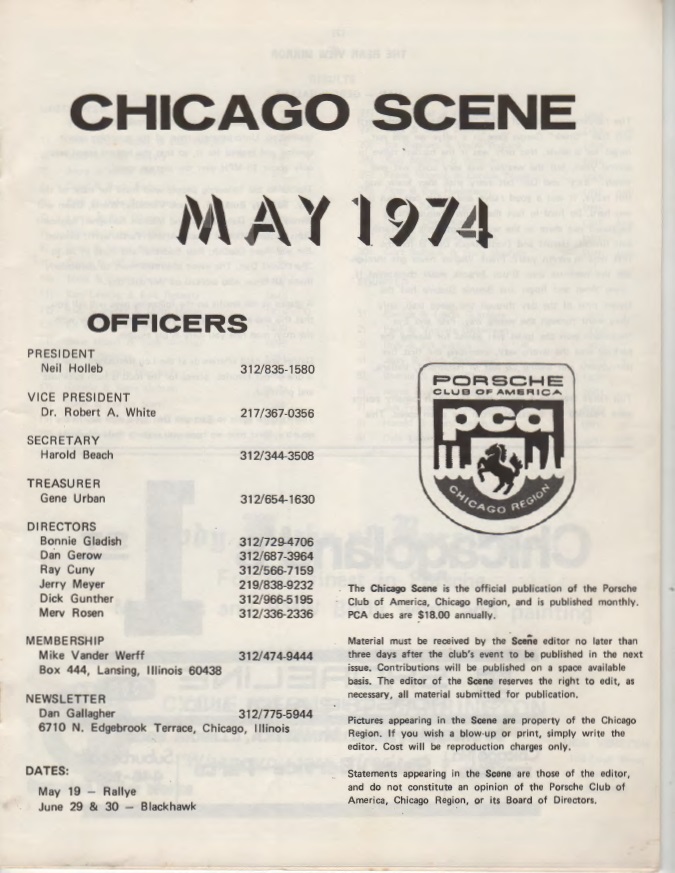 CHICAGO SCENE
MAY 1974
OFFICERS
PRESIDENT
Neil Holleb 312/835-1580
VICE PRESIDENT
Dr. Robert A. White 217/367-0356
SECRETARY
Harold Beach 312/344-3508
TREASURER
Gene Urban 312/654-1630
DIRECTORS
Bonnie Gladish 312/729-4706
Dan Gerow 312/687-3964
Ray Cuny 312/566-7159
Jerry Meyer 219/838-9232
Dick Gunther 312/966-5195
Merv Rosen 312/336-2336
MEMBERSHIP
Mike Vander Werff 312/474-9444
Box 444, Lansing, Illinois 60438
NEWSLETTER
Dan Gallagher 312/775-5944
6710 N. Edgebrook Terrace, Chicago, Illinois
DATES:
May 19 — Rallye
June 29 & 30 — Blackhawk
PORSCHE
CLUB OF AMERICA
pca
CHICAGO REGION
The Chicago Scene is the official publication of the Porsche
Club of America, Chicago Region, and is published monthly.
PCA dues are $18.00 annually.
Material must be received by the Scene editor no later than
three days after the club's event to be published in the next
issue. Contributions will be published on a space available
basis. The editor of the Scene reserves the right to edit, as
necessary, all material submitted for publication.
Pictures appearing in the Scene are property of the Chicago
Region. If you wish a blow-up or print, simply write the
editor. Cost will be reproduction charges only.
Statements appearing in the Scene are those of the editor,
and do not constitute an opinion of the Porsche Club of
America, Chicago Region, or its Board of Directors.